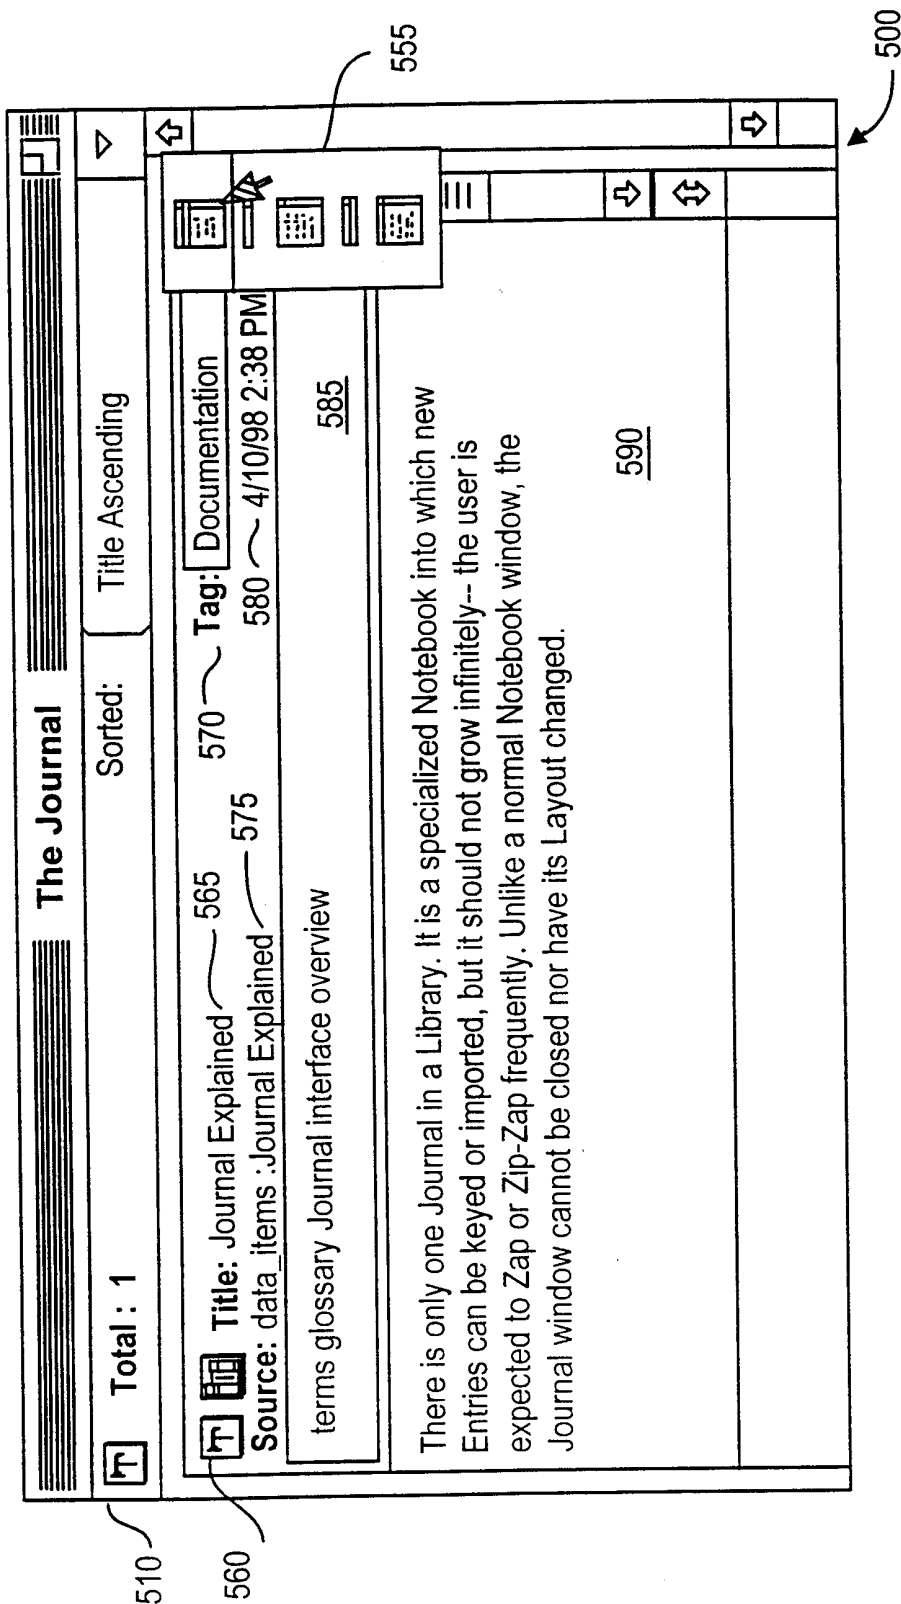 The Journal
Total : 1
Sorted:
Title Ascending
Title: Journal Explained
Tag: Documentation
Source: data_items :Journal Explained
4/10/98 2:38 PM
terms glossary Journal interface overview
There is only one Journal in a Library. It is a specialized Notebook into which new
Entries can be keyed or imported, but it should not grow infinitely-- the user is
expected to Zap or Zip-Zap frequently. Unlike a normal Notebook window, the
Journal window cannot be closed nor have its Layout changed.
T
T
510
560
565
570
575
580
585
590
555
500